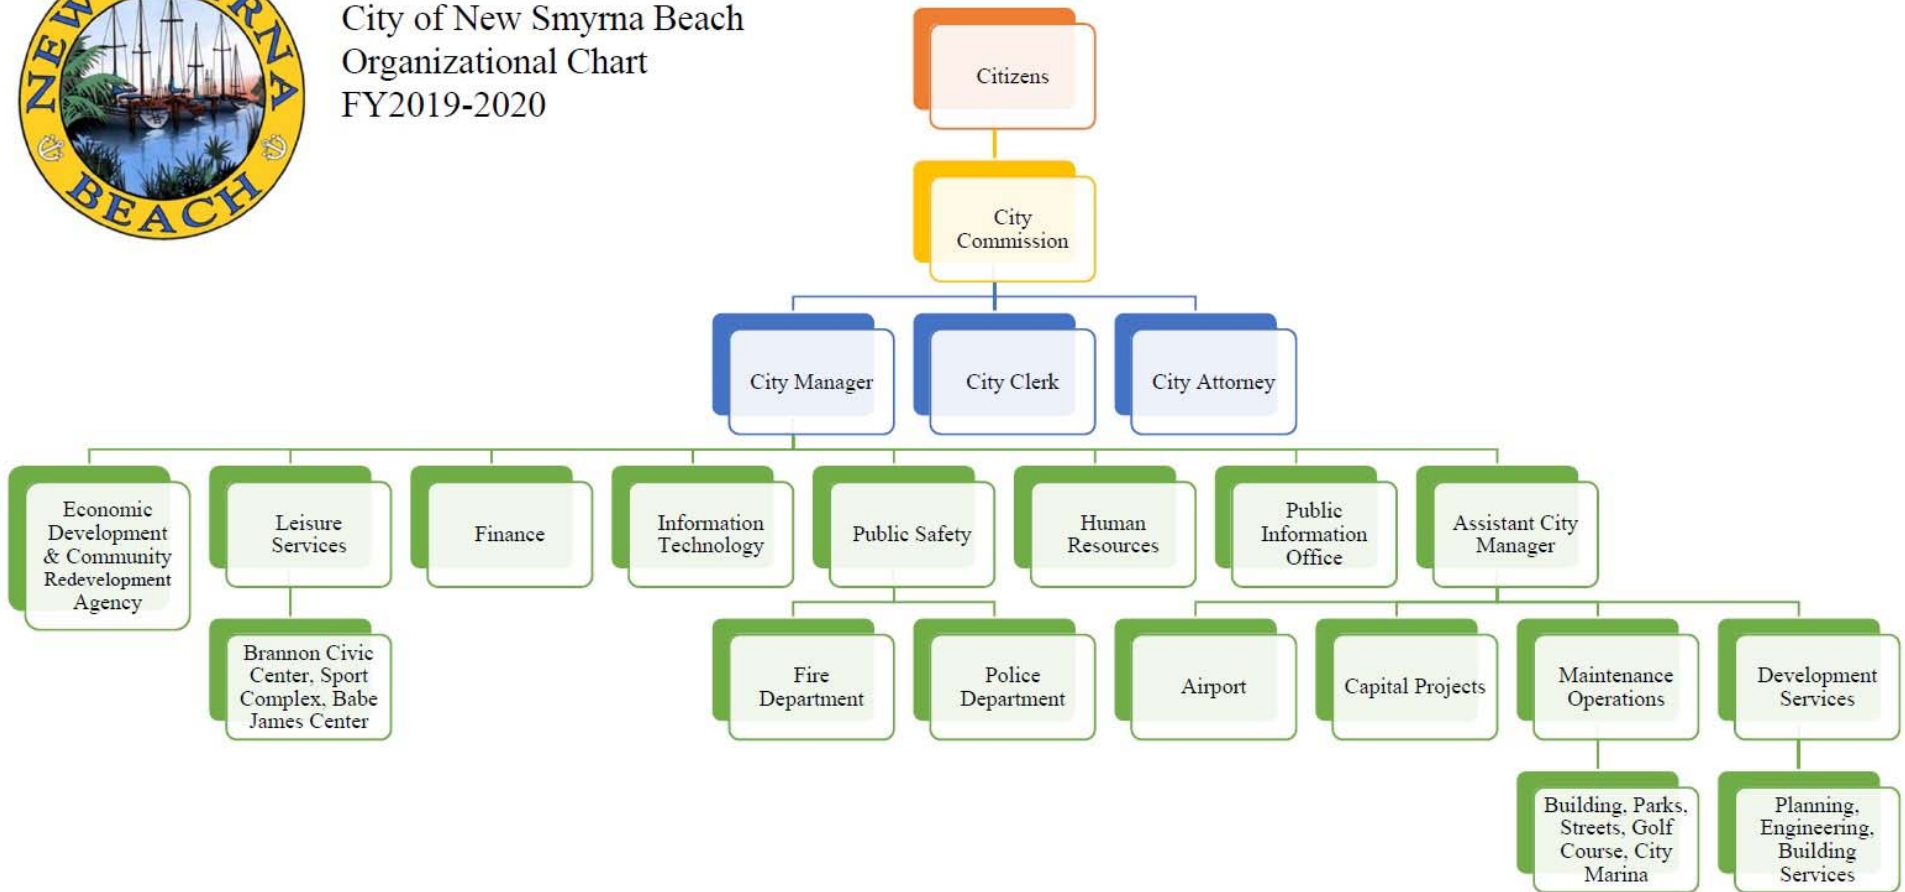 NEW
RNA
BEACH
City of New Smyrna Beach
Organizational Chart
FY2019-2020
Citizens
City
Commission
City Manager
City Clerk
City Attorney
Economic
Development
& Community
Redevelopment
Agency
Leisure
Services
Finance
Information
Technology
Public Safety
Human
Resources
Public
Information
Office
Assistant City
Manager
Brannon Civic
Center, Sport
Complex, Babe
James Center
Fire
Department
Police
Department
Airport
Capital Projects
Maintenance
Operations
Development
Services
Building, Parks,
Streets, Golf
Course, City
Marina
Planning,
Engineering,
Building
Services